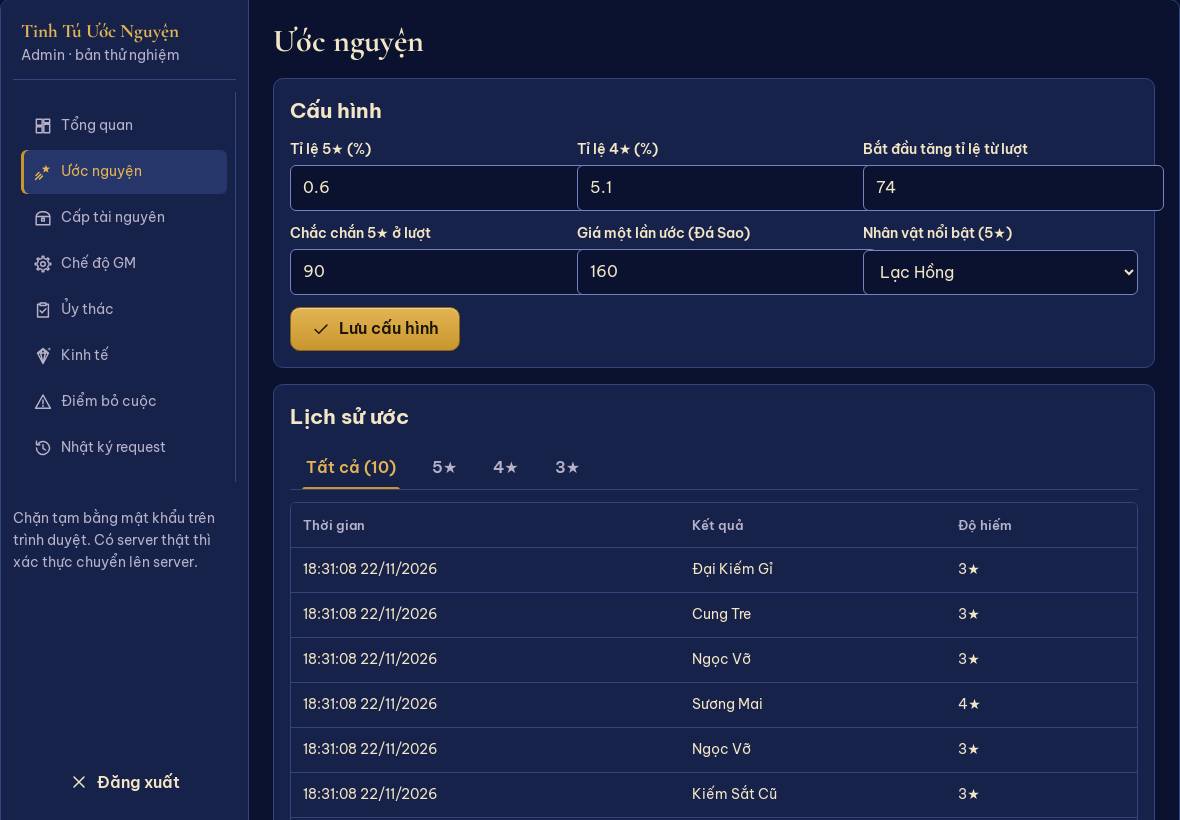 Tinh Tú Ước Nguyện
Admin · bản thử nghiệm
Tổng quan
Ước nguyện
Cấp tài nguyên
Chế độ GM
Ủy thác
Kinh tế
Điểm bỏ cuộc
Nhật ký request
Chặn tạm bằng mật khẩu trên
trình duyệt. Có server thật thì
xác thực chuyển lên server.
Đăng xuất
Ước nguyện
Cấu hình
Tỉ lệ 5★ (%) Tỉ lệ 4★ (%) Bắt đầu tăng tỉ lệ từ lượt
0.6 5.1 74
Chắc chắn 5★ ở lượt Giá một lần ước (Đá Sao) Nhân vật nổi bật (5★)
90 160 Lạc Hồng
Lưu cấu hình
Lịch sử ước
Tất cả (10) 5★ 4★ 3★
Thời gian Kết quả Độ hiếm
18:31:08 22/11/2026 Đại Kiếm Gỉ 3★
18:31:08 22/11/2026 Cung Tre 3★
18:31:08 22/11/2026 Ngọc Vỡ 3★
18:31:08 22/11/2026 Sương Mai 4★
18:31:08 22/11/2026 Ngọc Vỡ 3★
18:31:08 22/11/2026 Kiếm Sắt Cũ 3★